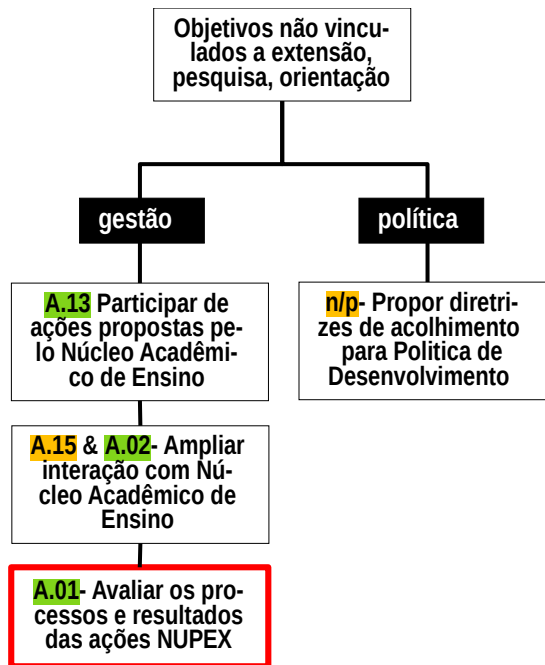 Objetivos não vincu-
lados a extensão,
pesquisa, orientação
gestão
política
A.13 Participar de
ações propostas pe-
lo Núcleo Acadêmi-
co de Ensino
n/p- Propor diretri-
zes de acolhimento
para Politica de
Desenvolvimento
A.15 & A.02- Ampliar
interação com Nú-
cleo Acadêmico de
Ensino
A.01- Avaliar os pro-
cessos e resultados
das ações NUPEX